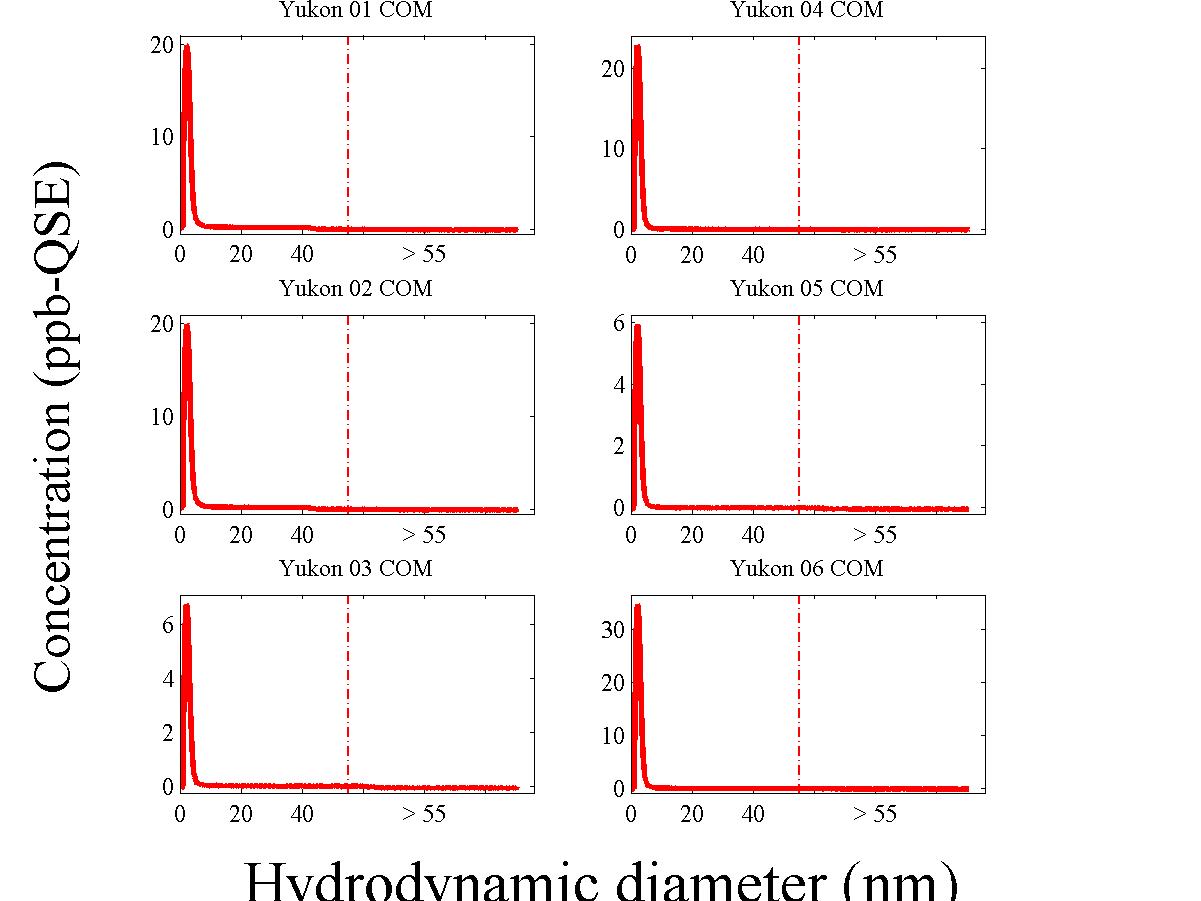 Yukon 01 COM
20
10
0
0 20 40 > 55
Yukon 04 COM
20
10
0
0 20 40 > 55
Yukon 02 COM
20
10
0
0 20 40 > 55
Yukon 05 COM
6
4
2
0
0 20 40 > 55
Yukon 03 COM
6
4
2
0
0 20 40 > 55
Yukon 06 COM
30
20
10
0
0 20 40 > 55
Concentration (ppb-QSE)
Hydrodynamic diameter (nm)